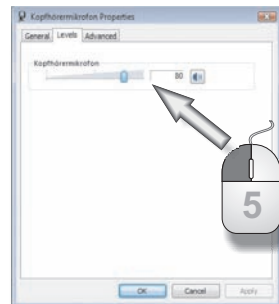 Kopfhörermikrofon Properties
General Levels Advanced
Kopfhörermikrofon
80
5
OK Cancel Apply